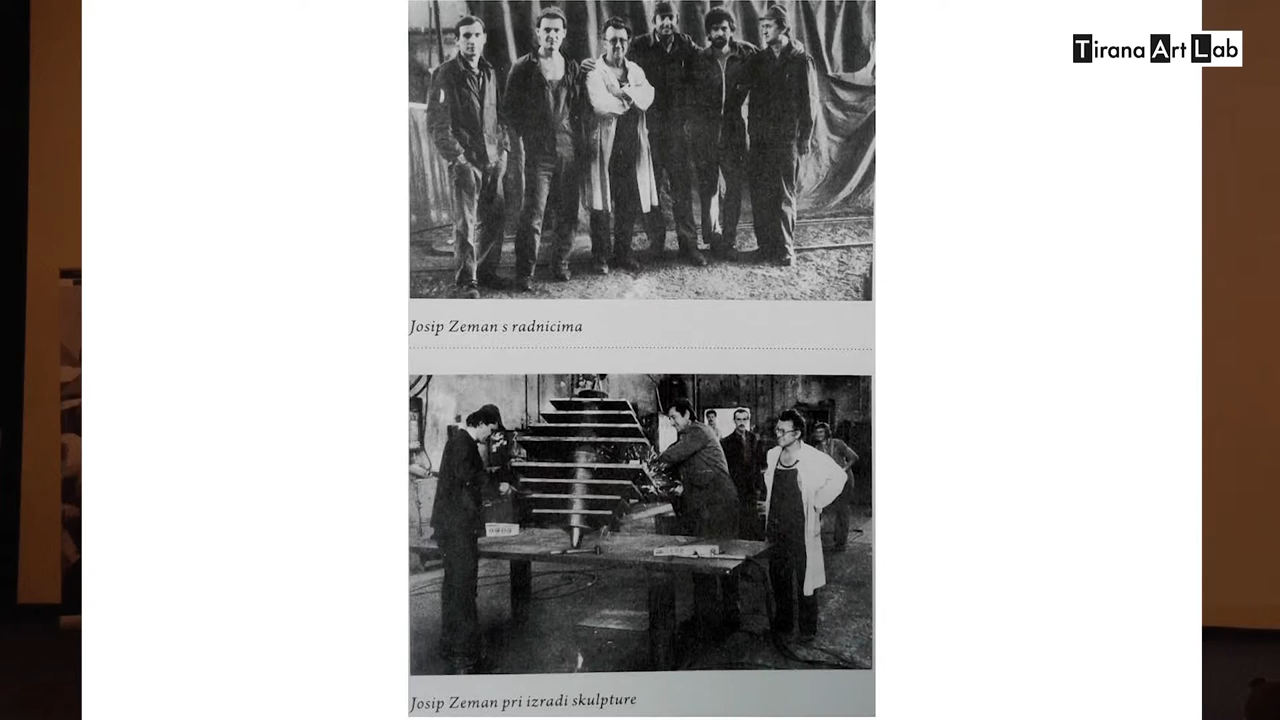 Tirana Art Lab
Josip Zeman s radnicima
Josip Zeman pri izradi skulpture